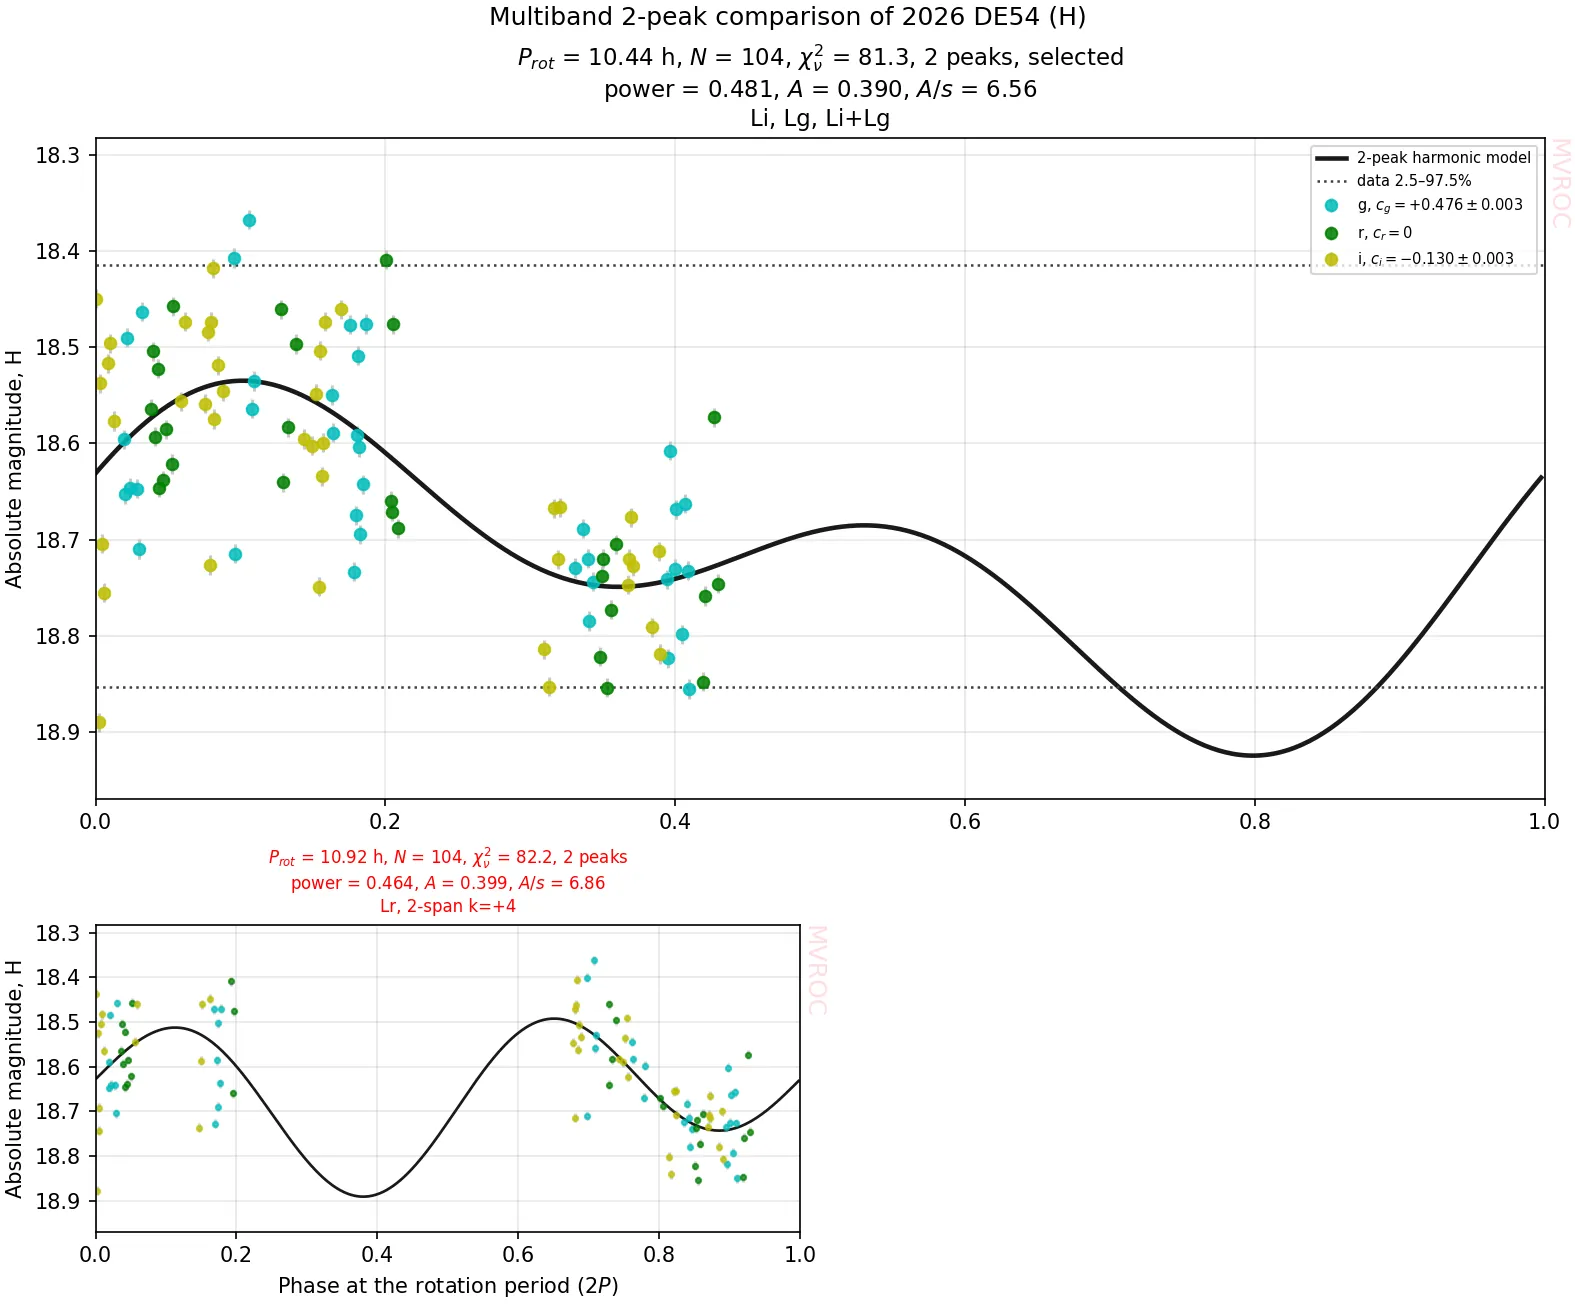 Multiband 2-peak comparison of 2026 DE54 (H)
P_rot = 10.44 h, N = 104, χ²_ν = 81.3, 2 peaks, selected
power = 0.481, A = 0.390, A/s = 6.56
Li, Lg, Li+Lg
MVROC
2-peak harmonic model
data 2.5–97.5%
g, c_g = +0.476 ± 0.003
r, c_r = 0
i, c_i = −0.130 ± 0.003
Absolute magnitude, H
18.3
18.4
18.5
18.6
18.7
18.8
18.9
0.0 0.2 0.4 0.6 0.8 1.0
P_rot = 10.92 h, N = 104, χ²_ν = 82.2, 2 peaks
power = 0.464, A = 0.399, A/s = 6.86
Lr, 2-span k=+4
MVROC
Absolute magnitude, H
18.3
18.4
18.5
18.6
18.7
18.8
18.9
0.0 0.2 0.4 0.6 0.8 1.0
Phase at the rotation period (2P)